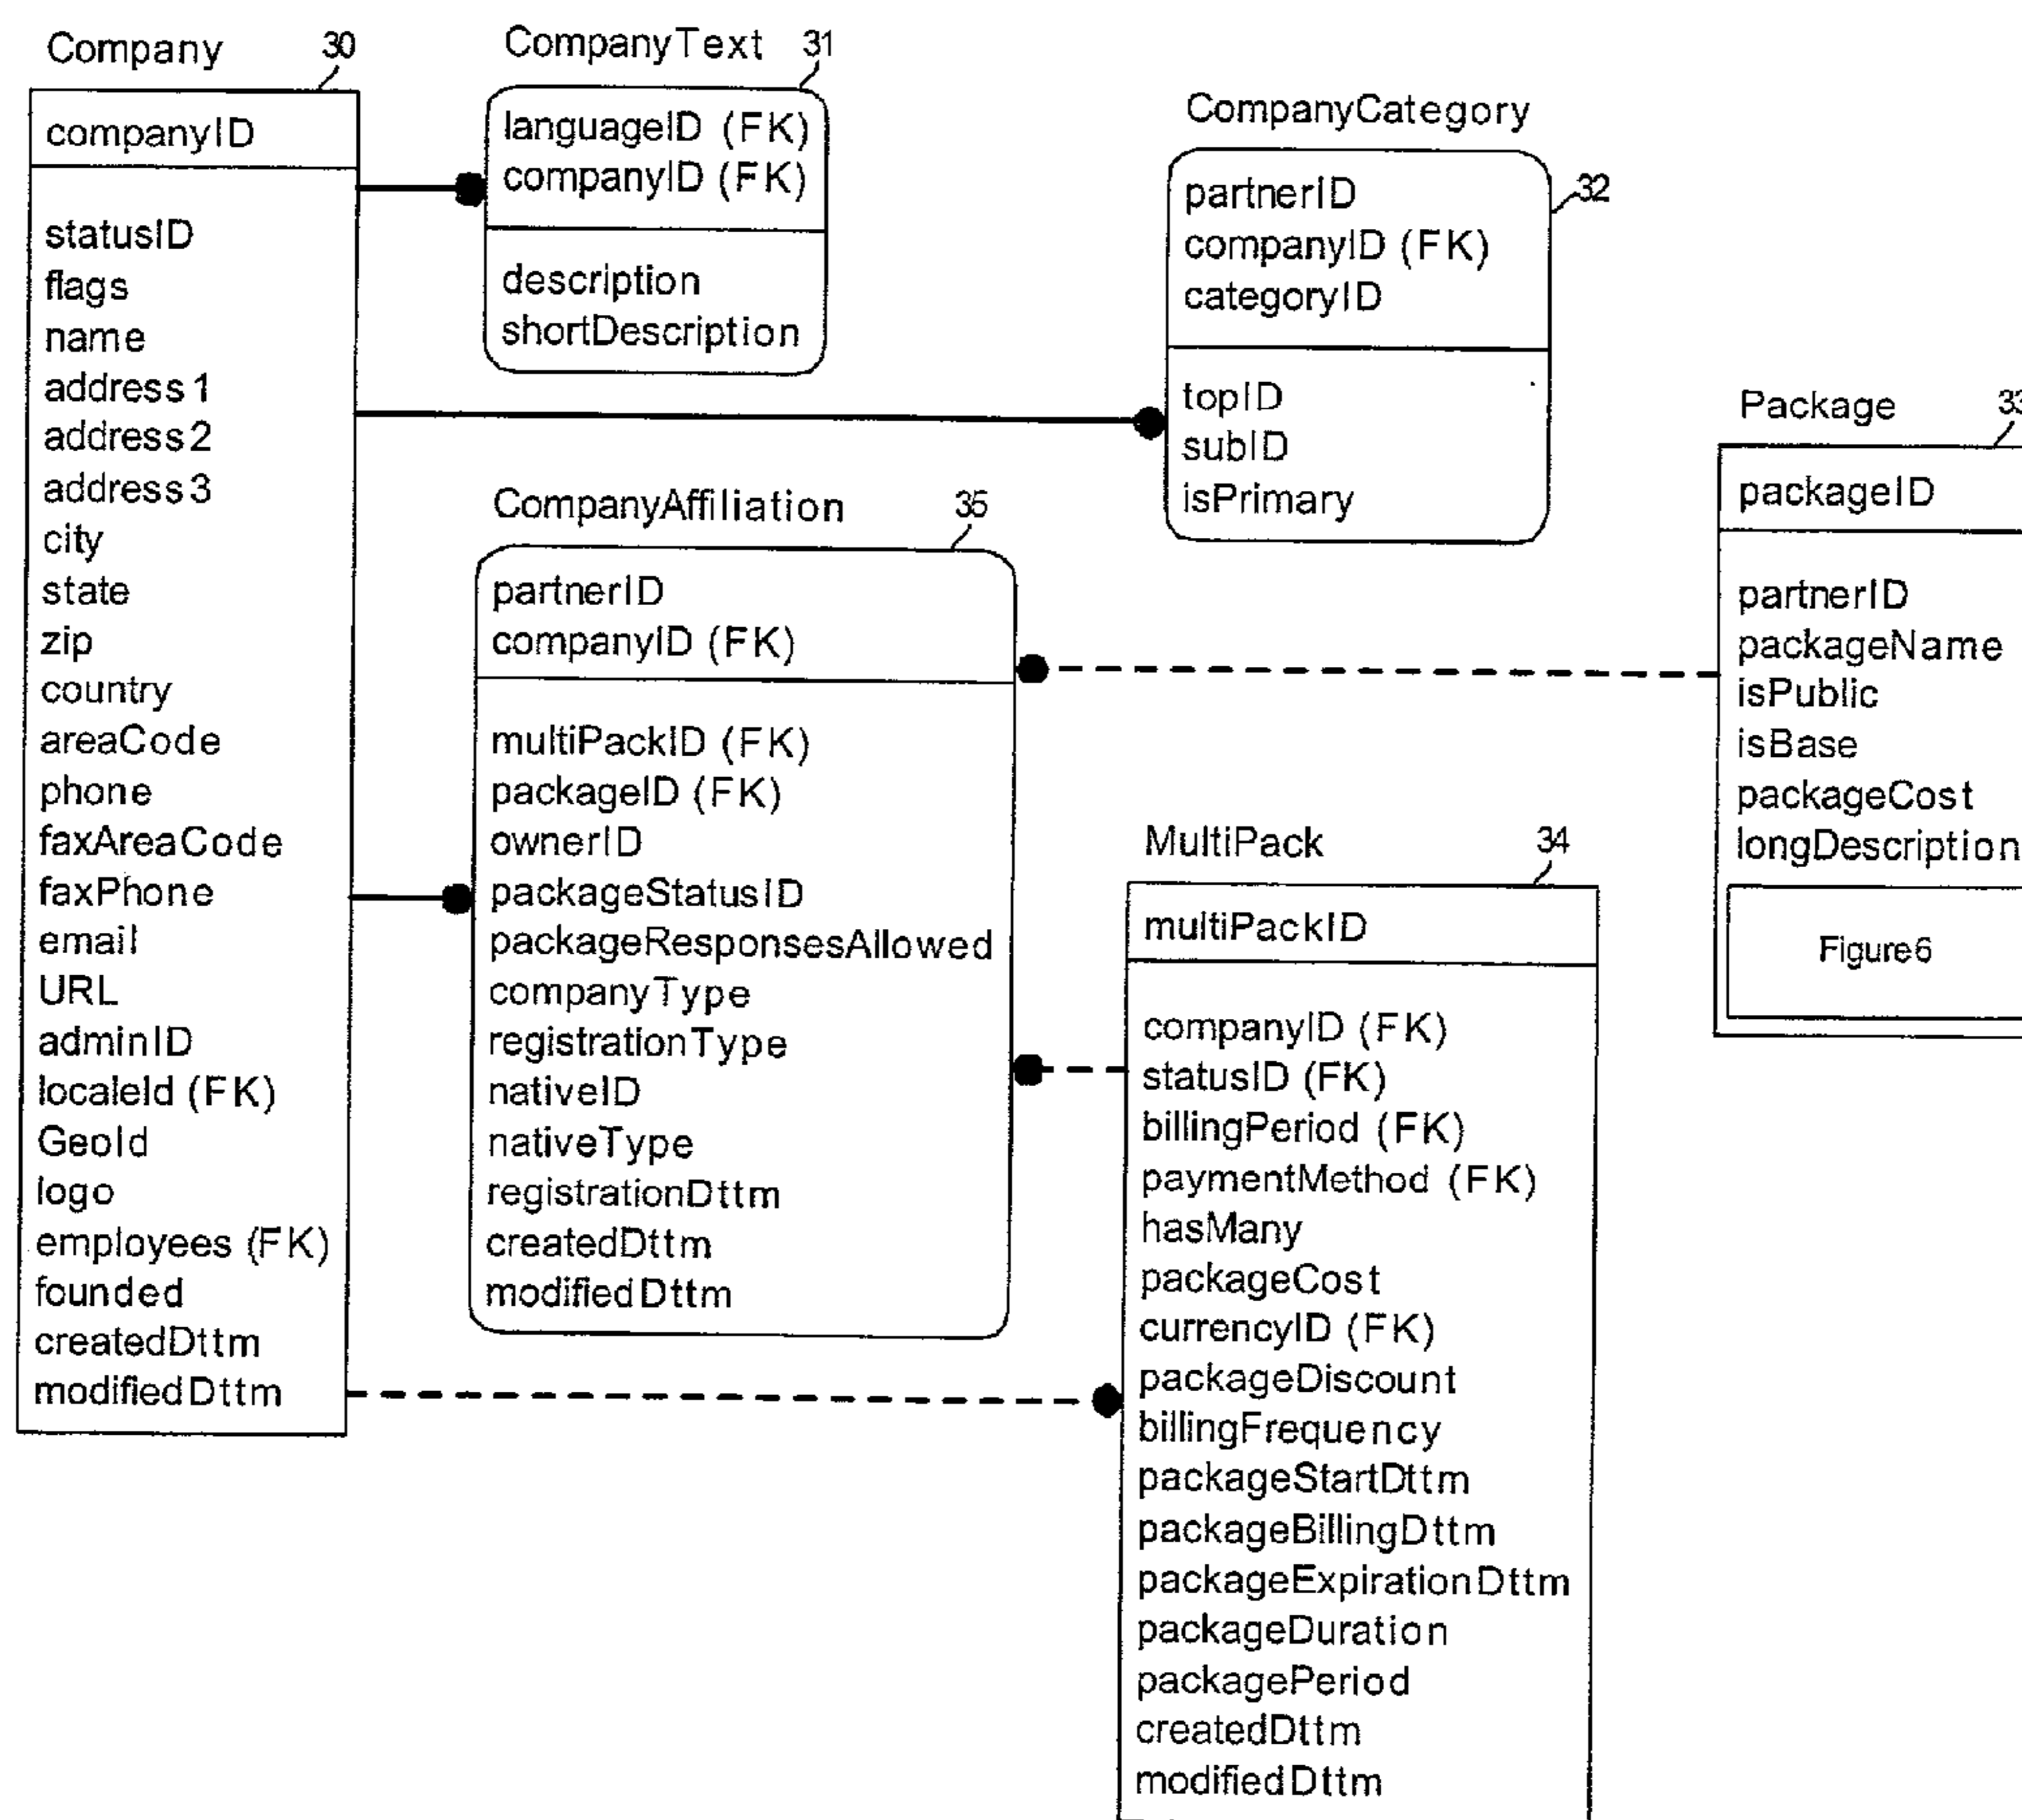 Company 30
companyID
statusID
flags
name
address1
address2
address3
city
state
zip
country
areaCode
phone
faxAreaCode
faxPhone
email
URL
adminID
localeId (FK)
GeoId
logo
employees (FK)
founded
createdDttm
modifiedDttm
CompanyText 31
languageID (FK)
companyID (FK)
description
shortDescription
CompanyCategory
32
partnerID
companyID (FK)
categoryID
topID
subID
isPrimary
CompanyAffiliation 35
partnerID
companyID (FK)
multiPackID (FK)
packageID (FK)
ownerID
packageStatusID
packageResponsesAllowed
companyType
registrationType
nativeID
nativeType
registrationDttm
createdDttm
modifiedDttm
Package 33
packageID
partnerID
packageName
isPublic
isBase
packageCost
longDescription
Figure6
MultiPack 34
multiPackID
companyID (FK)
statusID (FK)
billingPeriod (FK)
paymentMethod (FK)
hasMany
packageCost
currencyID (FK)
packageDiscount
billingFrequency
packageStartDttm
packageBillingDttm
packageExpirationDttm
packageDuration
packagePeriod
createdDttm
modifiedDttm